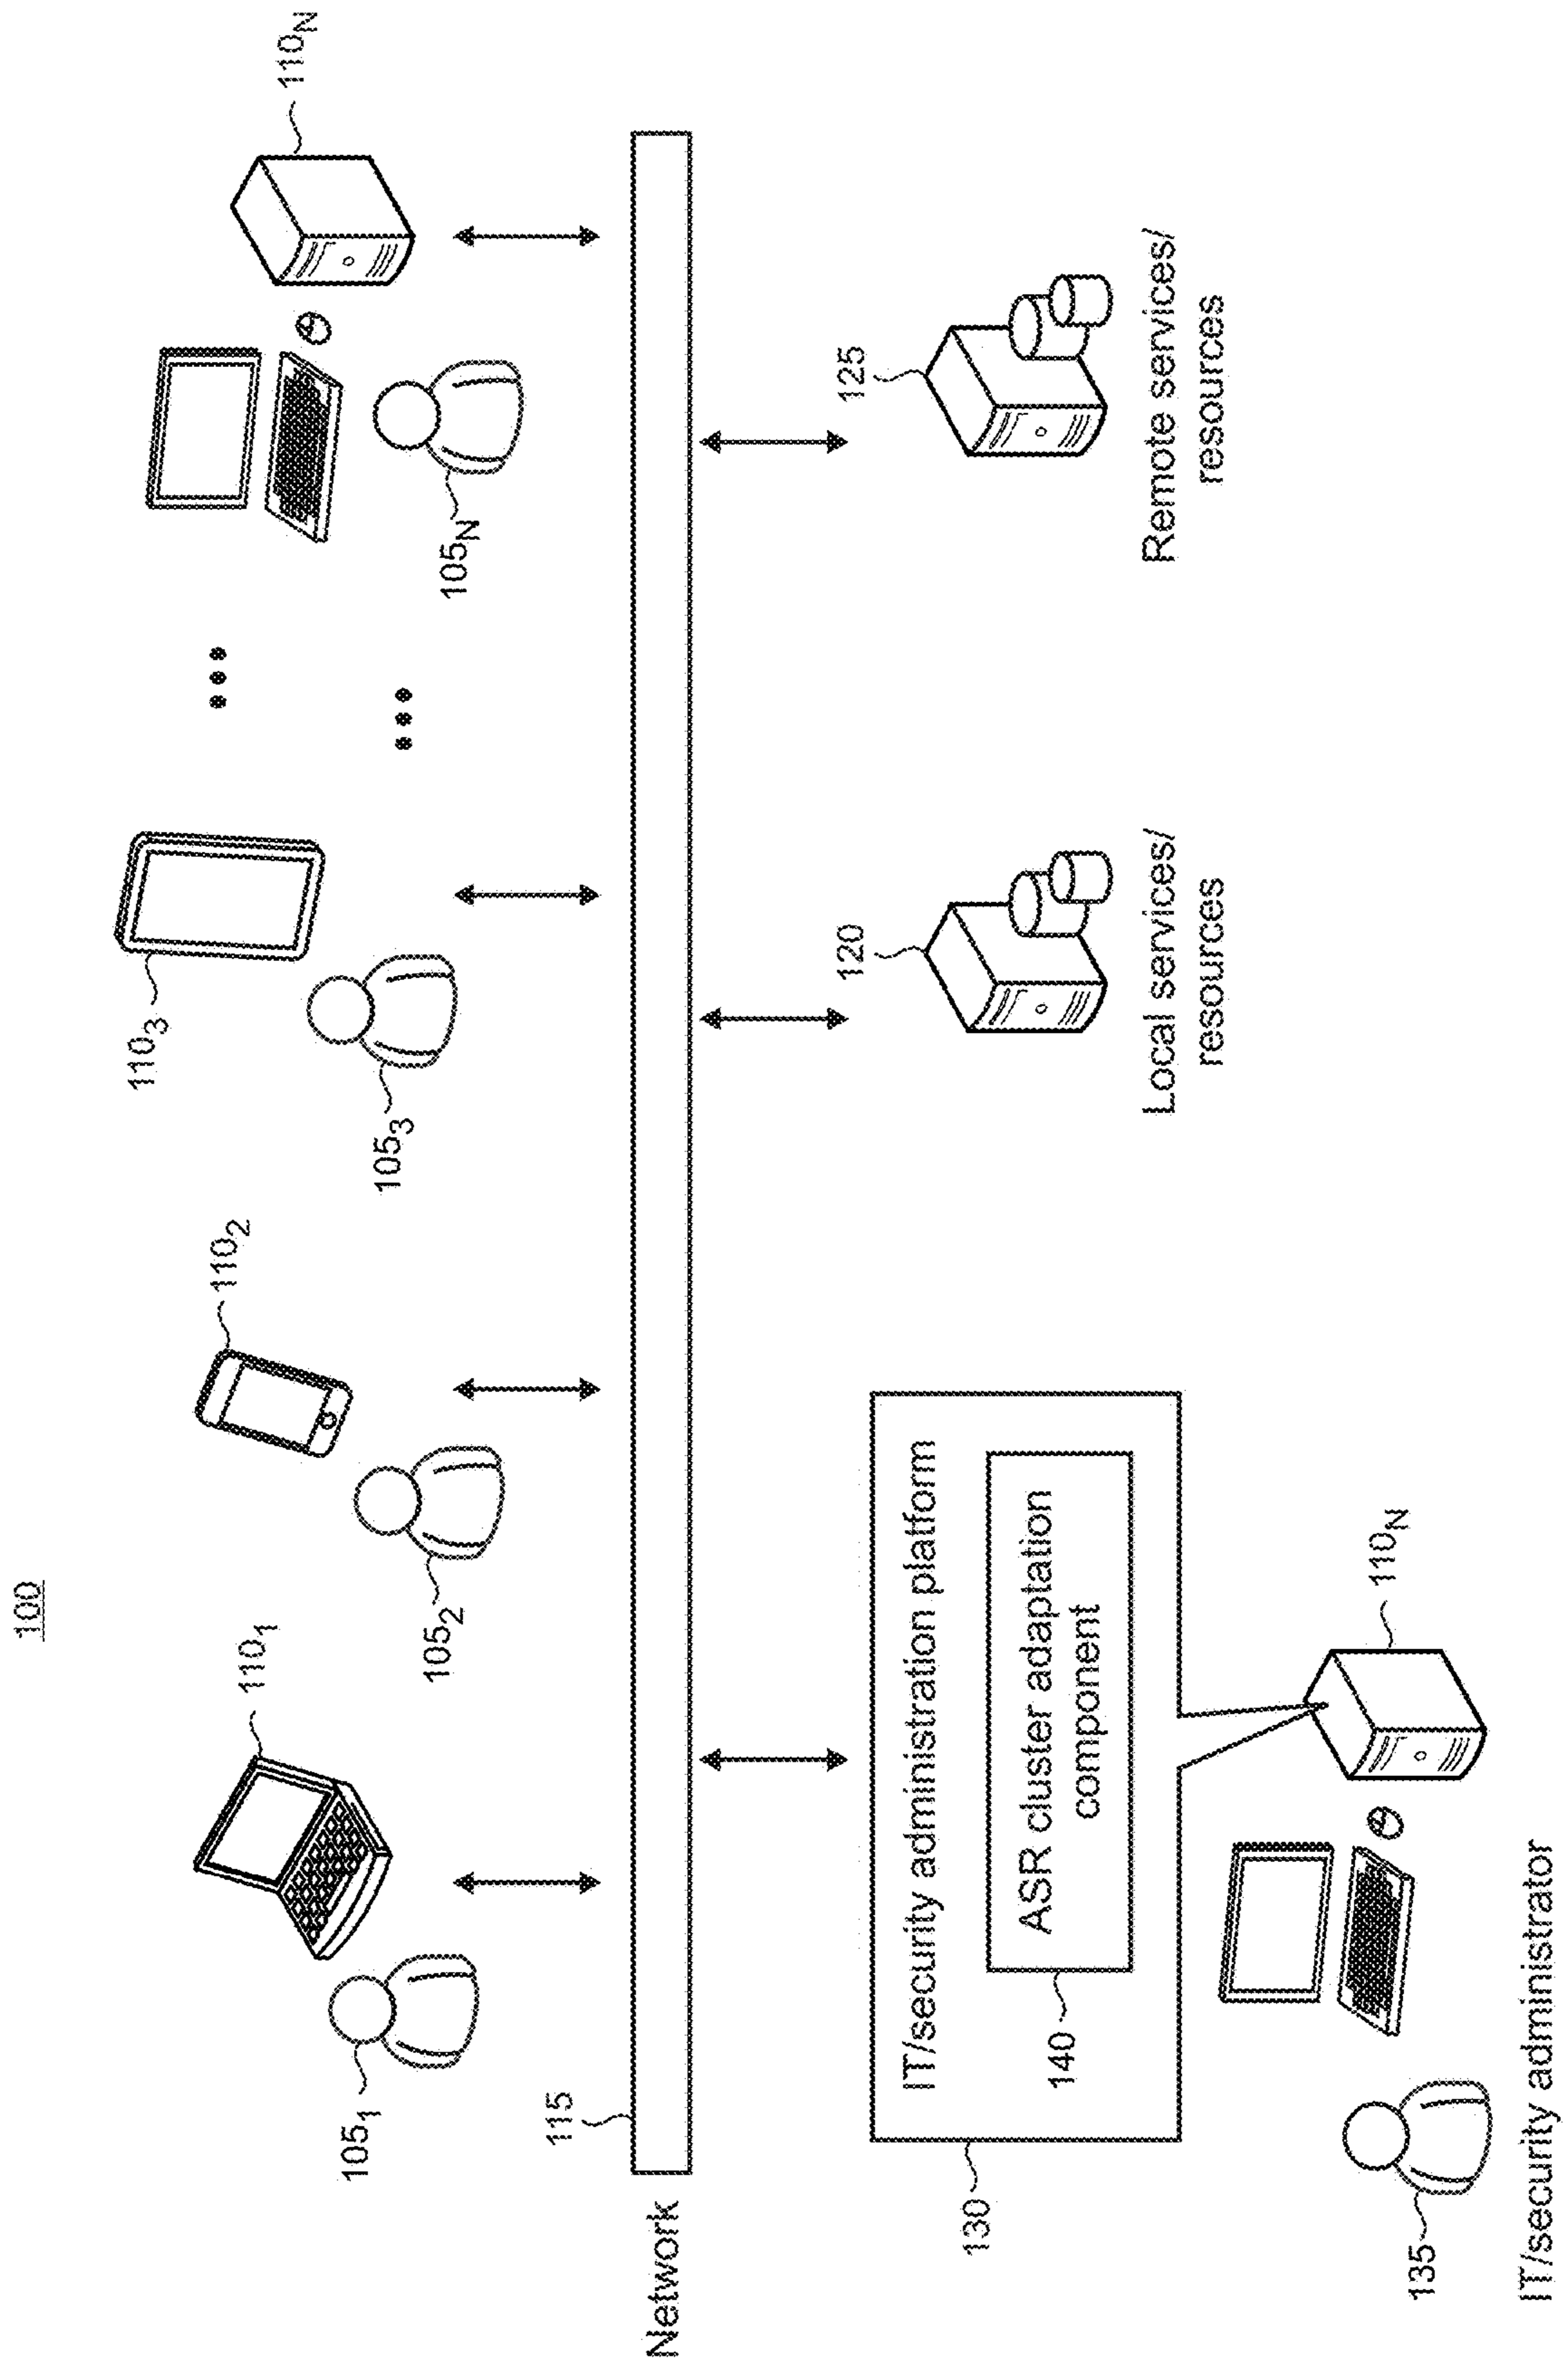 100
110₁
110₂
110₃
110N
105₁
105₂
105₃
105N
115
Network
130
IT/security administration platform
140
ASR cluster adaptation
component
120
Local services/
resources
125
Remote services/
resources
110N
135
IT/security administrator